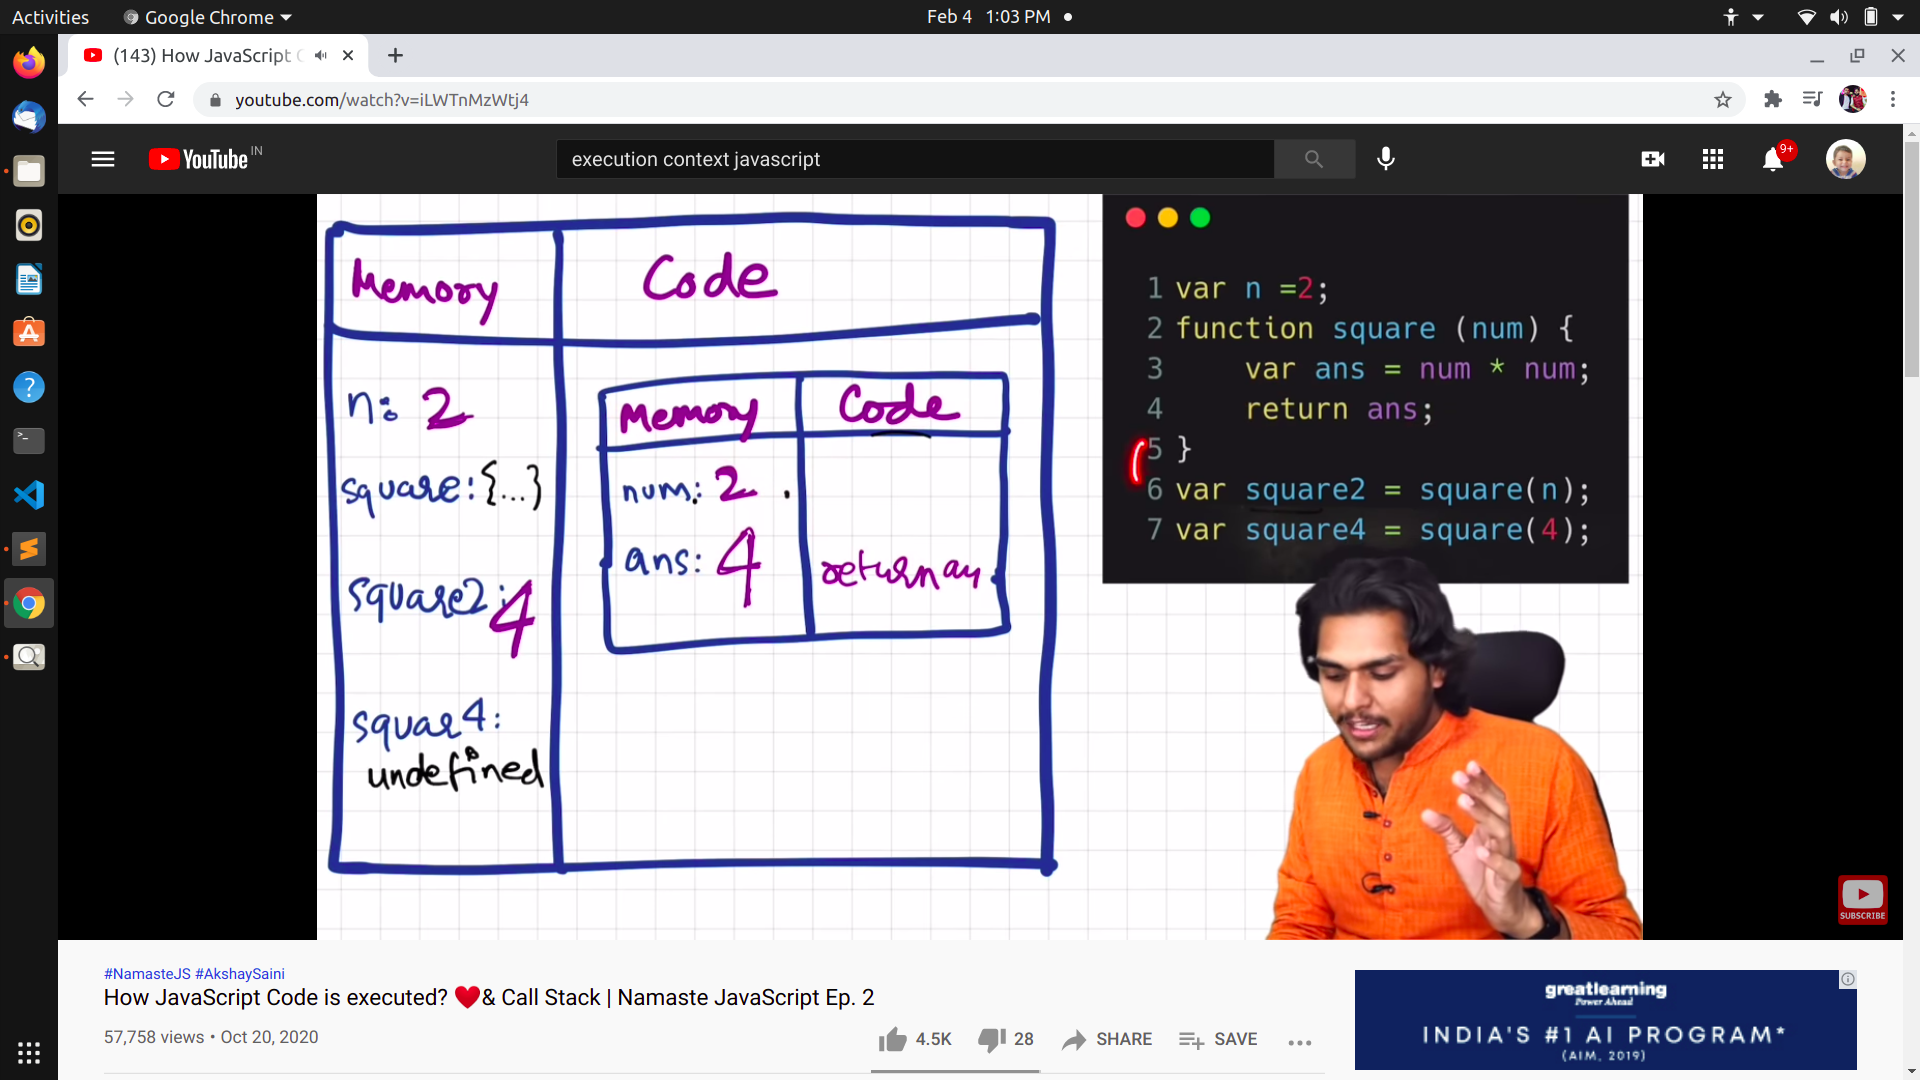 Activities
Google Chrome
Feb 4 1:03 PM
(143) How JavaScript C
youtube.com/watch?v=iLWTnMzWtj4
YouTube IN
execution context javascript
9+
Memory
Code
n: 2
square: {...}
square2: 4
squar4:
undefined
Memory
Code
num: 2
ans: 4
return an
1 var n =2;
2 function square (num) {
3 var ans = num * num;
4 return ans;
5 }
6 var square2 = square(n);
7 var square4 = square(4);
SUBSCRIBE
#NamasteJS #AkshaySaini
How JavaScript Code is executed? ❤️& Call Stack | Namaste JavaScript Ep. 2
57,758 views • Oct 20, 2020
4.5K
28
SHARE
SAVE
greatlearning
Power Ahead
INDIA'S #1 AI PROGRAM*
(AIM, 2019)